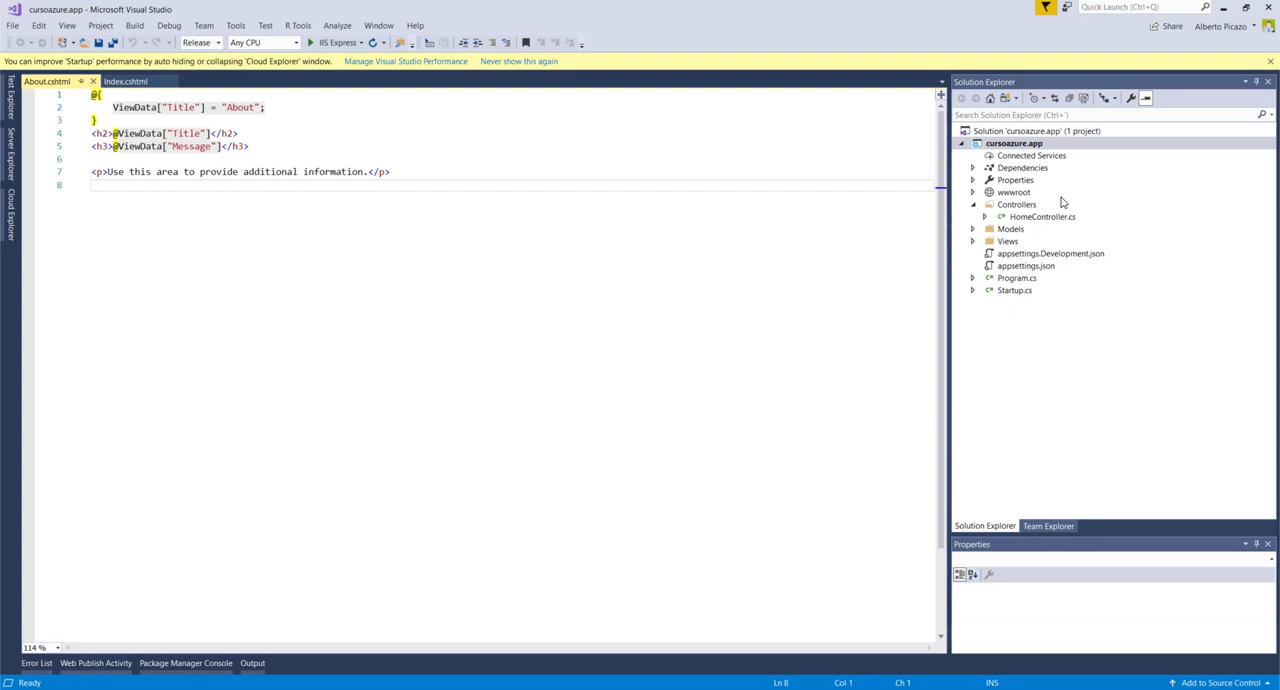 cursoazure.app - Microsoft Visual Studio
Quick Launch (Ctrl+Q)
File Edit View Project Build Debug Team Tools Test R Tools Analyze Window Help
Share Alberto Picazo
Release Any CPU IIS Express
You can improve 'Startup' performance by auto hiding or collapsing 'Cloud Explorer' window. Manage Visual Studio Performance Never show this again
Test Explorer
Server Explorer
Cloud Explorer
About.cshtml Index.cshtml
1 @{
2 ViewData["Title"] = "About";
3 }
4 <h2>@ViewData["Title"]</h2>
5 <h3>@ViewData["Message"]</h3>
6
7 <p>Use this area to provide additional information.</p>
8
114 %
Solution Explorer
Search Solution Explorer (Ctrl+`)
Solution 'cursoazure.app' (1 project)
cursoazure.app
Connected Services
Dependencies
Properties
wwwroot
Controllers
C# HomeController.cs
Models
Views
appsettings.Development.json
appsettings.json
C# Program.cs
C# Startup.cs
Solution Explorer Team Explorer
Properties
Error List Web Publish Activity Package Manager Console Output
Ready Ln 8 Col 1 Ch 1 INS Add to Source Control